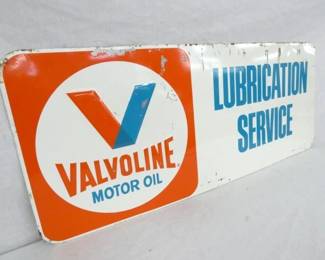 V
VALVOLINE
MOTOR OIL
LUBRICATION
SERVICE